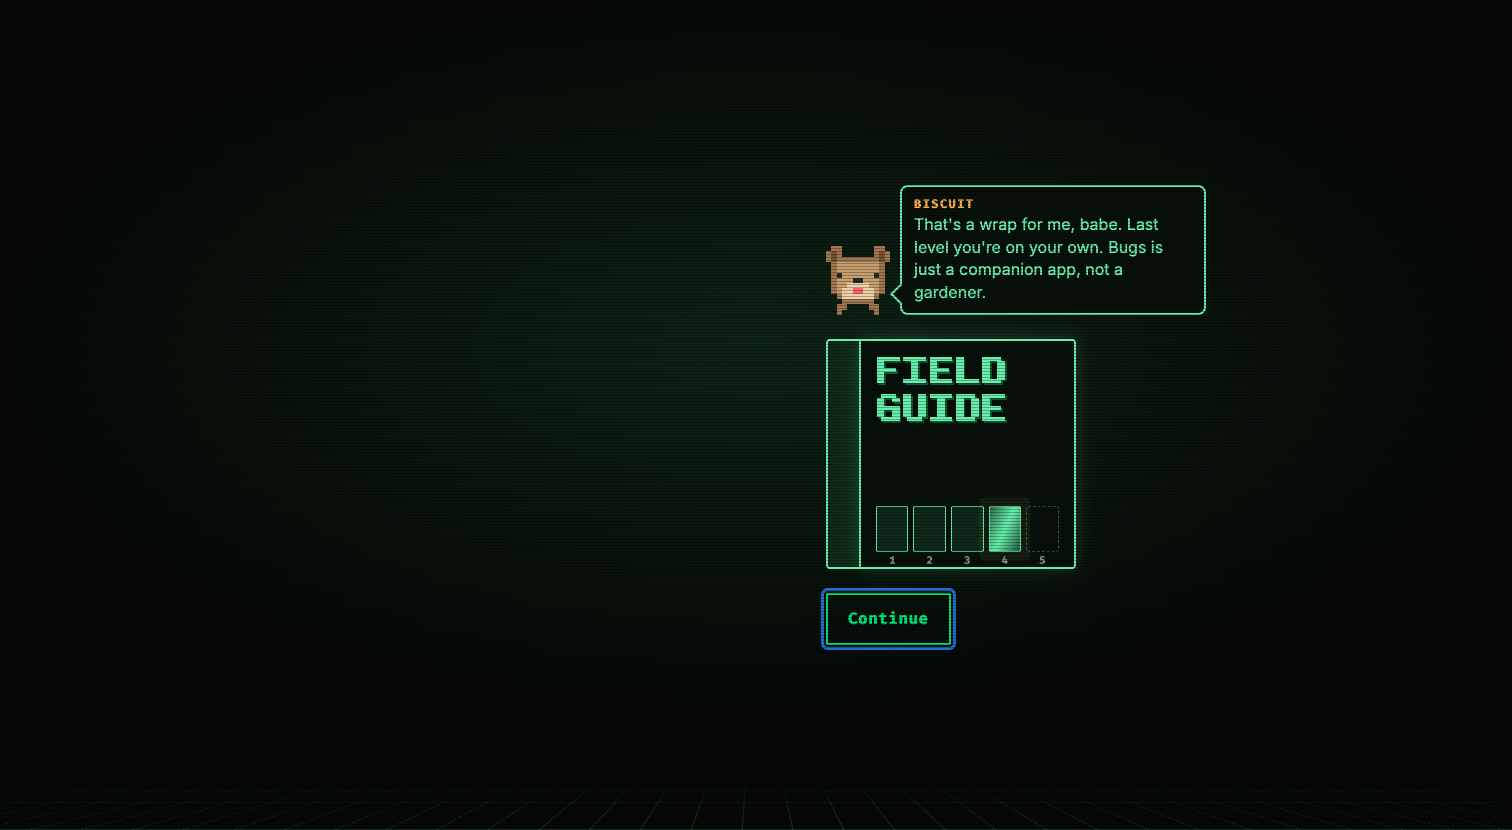 BISCUIT
That's a wrap for me, babe. Last
level you're on your own. Bugs is
just a companion app, not a
gardener.
FIELD
GUIDE
1 2 3 4 5
Continue